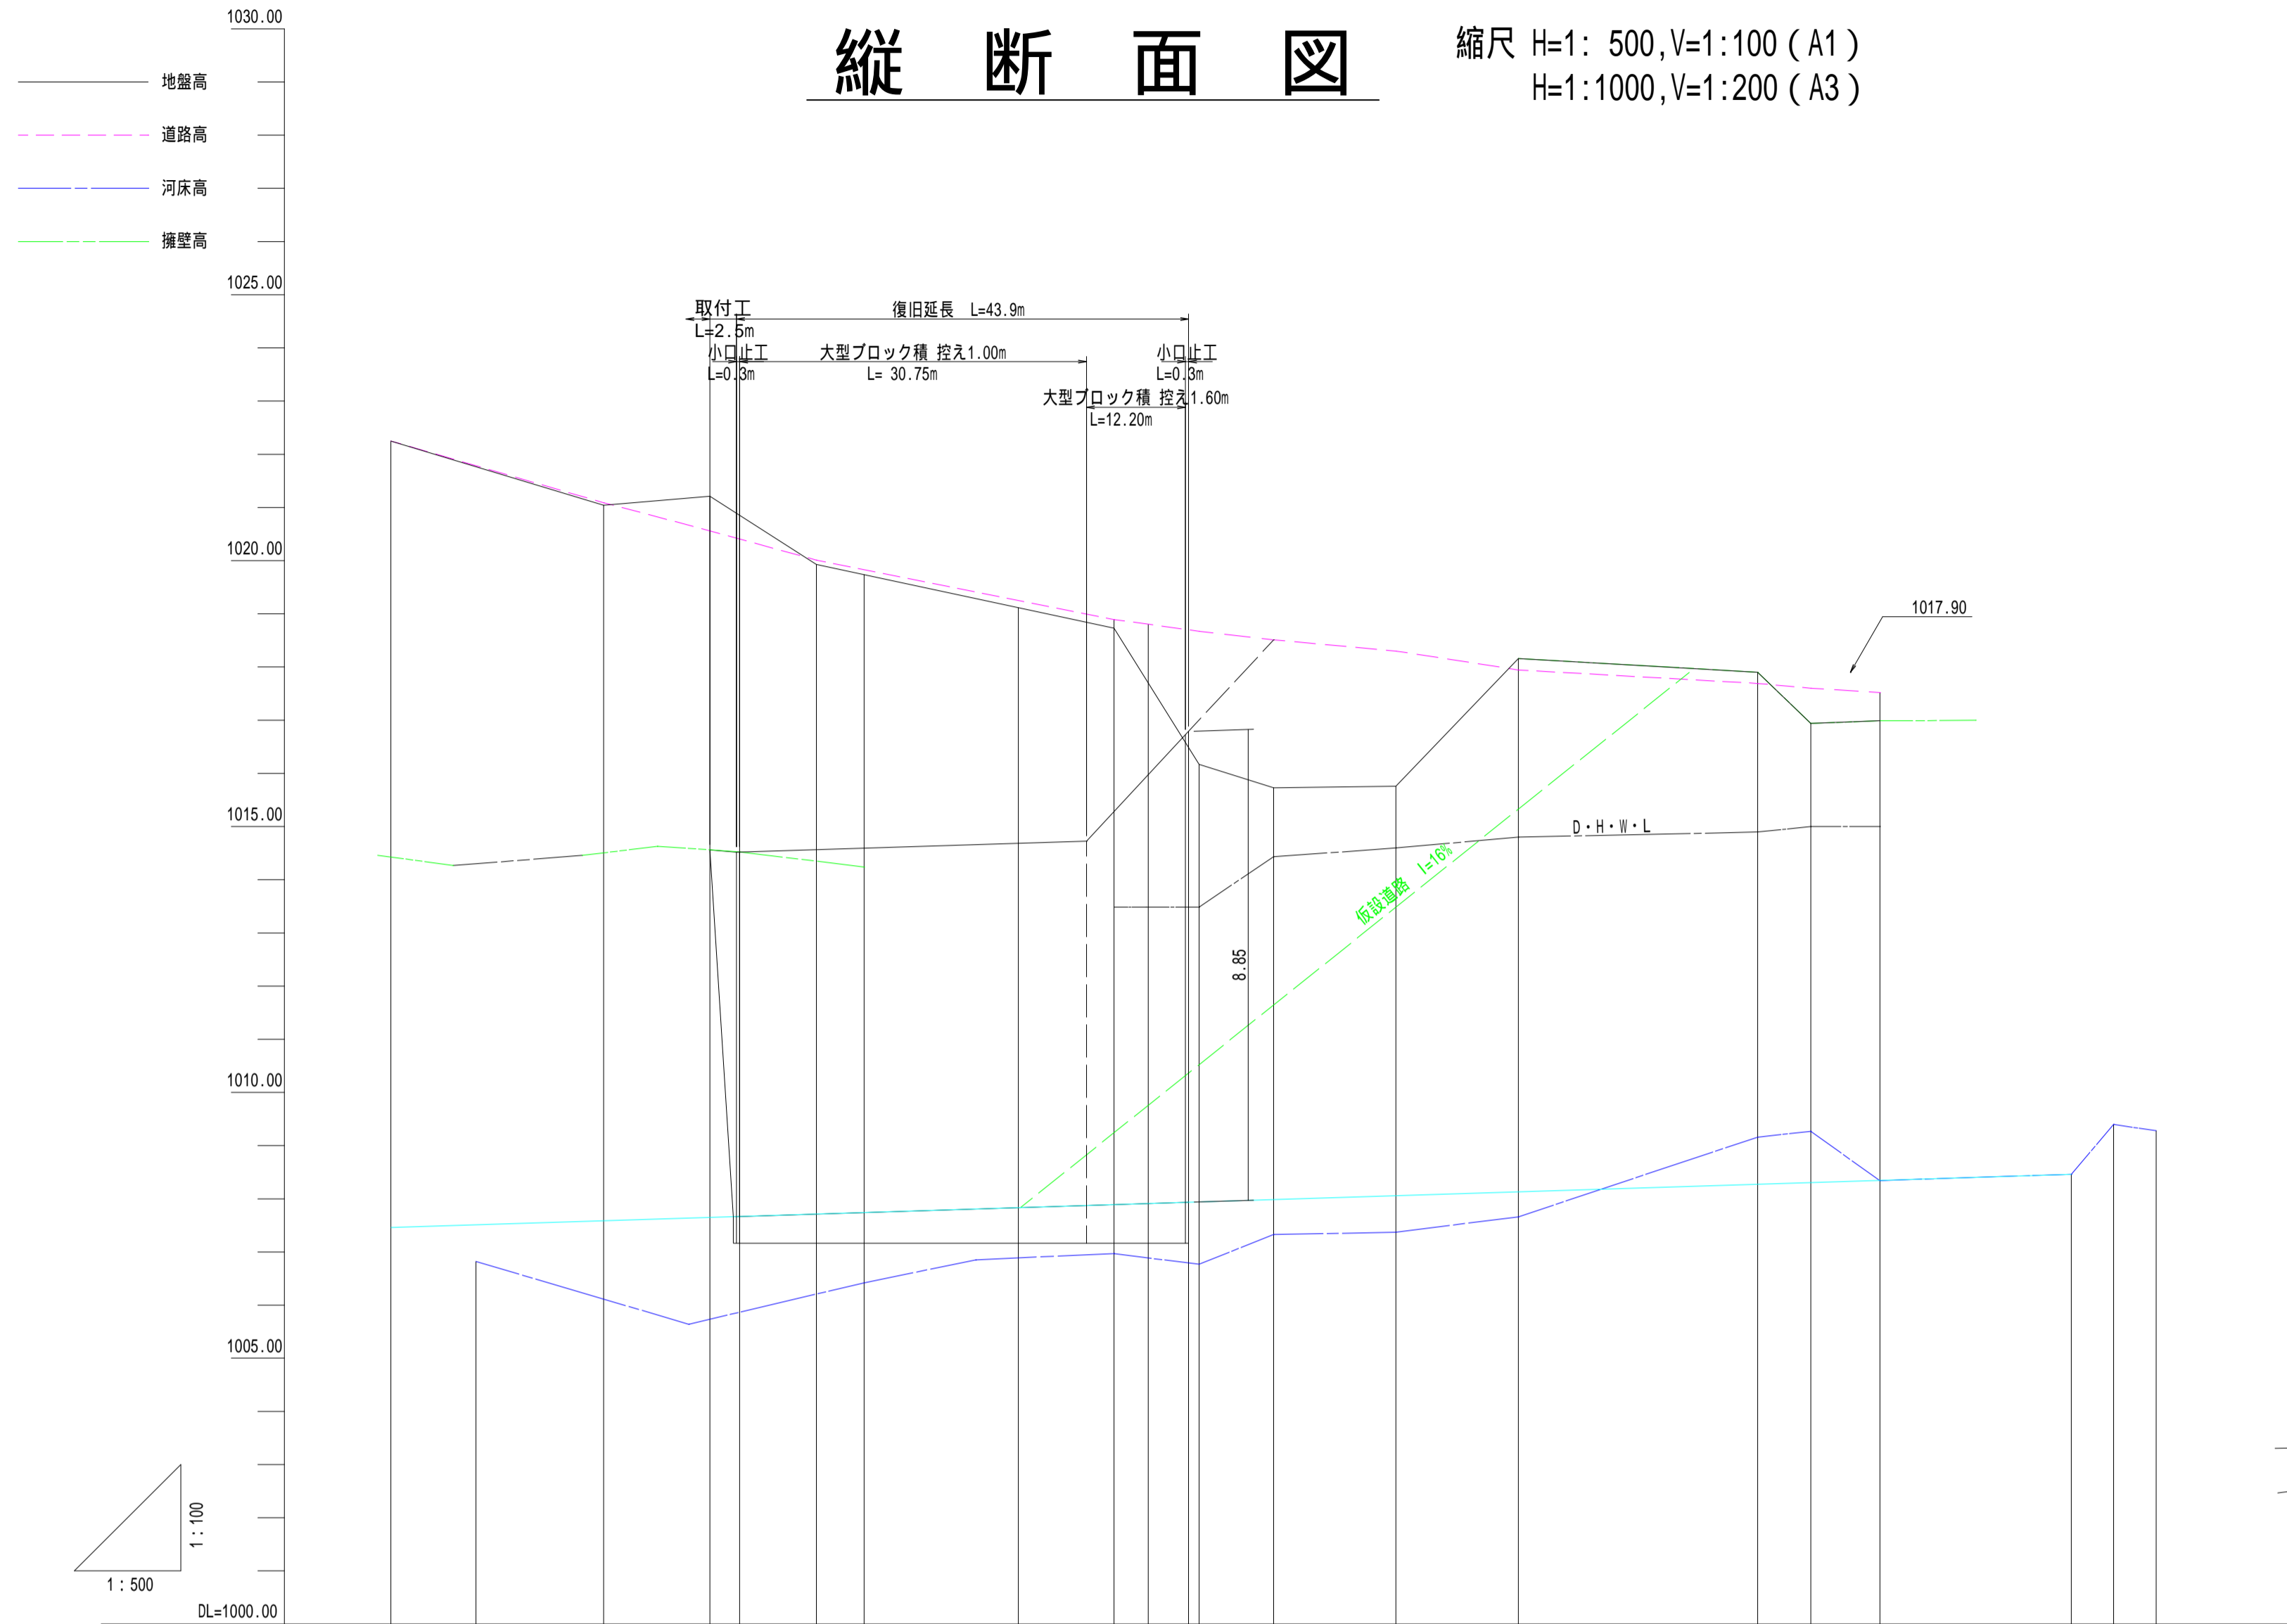 縦断面図
縮尺 H=1: 500,V=1:100(A1)
H=1:1000,V=1:200(A3)
地盤高
道路高
河床高
擁壁高
1030.00
1025.00
1020.00
1015.00
1010.00
1005.00
DL=1000.00
取付工
L=2.5m
復旧延長 L=43.9m
小口止工
L=0.3m
大型ブロック積 控え1.00m
L= 30.75m
小口止工
L=0.3m
大型ブロック積 控え1.60m
L=12.20m
1017.90
D・H・W・L
仮設道路 I=16%
8.85
1:100
1:500